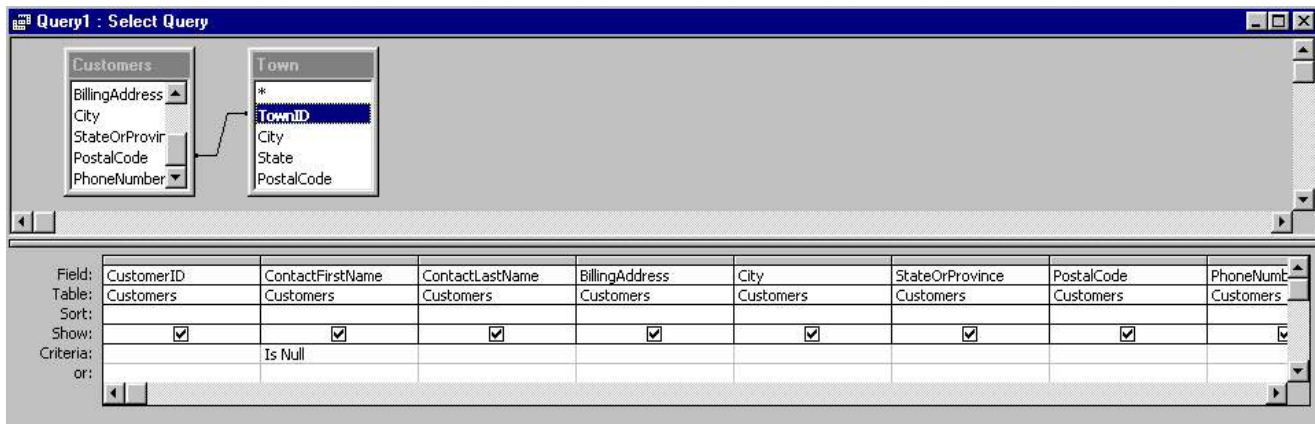 Query1 : Select Query
Customers
BillingAddress
City
StateOrProvir
PostalCode
PhoneNumber
Town
*
TownID
City
State
PostalCode
Field: CustomerID ContactFirstName ContactLastName BillingAddress City StateOrProvince PostalCode PhoneNumb
Table: Customers Customers Customers Customers Customers Customers Customers Customers
Sort:
Show:
Criteria: Is Null
or: